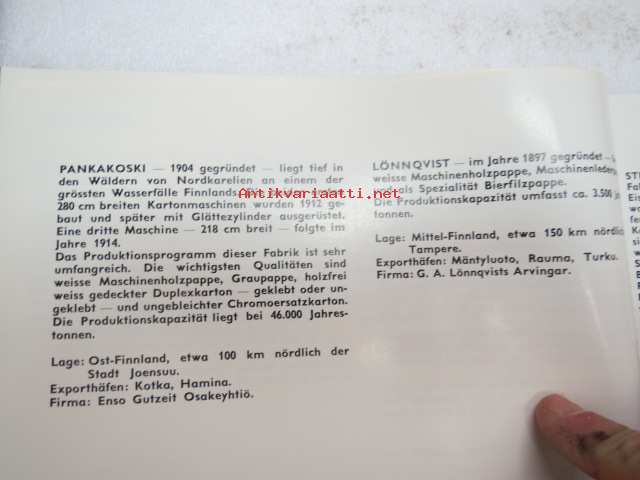 PANKAKOSKI — 1904 gegründet — liegt tief in
den Wäldern von Nordkarelien an einem der
grössten Wasserfälle Finnlands.
280 cm breiten Kartonmaschinen wurden 1912 ge-
baut und später mit Glättezylinder ausgerüstet.
Eine dritte Maschine — 218 cm breit — folgte im
Jahre 1914.
Das Produktionsprogramm dieser Fabrik ist sehr
umfangreich. Die wichtigsten Qualitäten sind
weisse Maschinenholzpappe, Graupappe, holzfrei
weiss gedeckter Duplexkarton — geklebt oder un-
geklebt — und ungebleichter Chromoersatzkarton.
Die Produktionskapazität liegt bei 46.000 Jahres-
tonnen.
Lage: Ost-Finnland, etwa 100 km nördlich der
Stadt Joensuu.
Exporthäfen: Kotka, Hamina.
Firma: Enso Gutzeit Osakeyhtiö.
LÖNNQVIST — im Jahre 1897 gegründet —
weisse Maschinenholzpappe, Maschinenlederp
und als Spezialität Bierfilzpappe.
Die Produktionskapazität umfasst ca. 3.500 J
tonnen.
Lage: Mittel-Finnland, etwa 150 km nördl
Tampere.
Exporthäfen: Mäntyluoto, Rauma, Turku.
Firma: G. A. Lönnqvists Arvingar.
Antikvariaatti.net